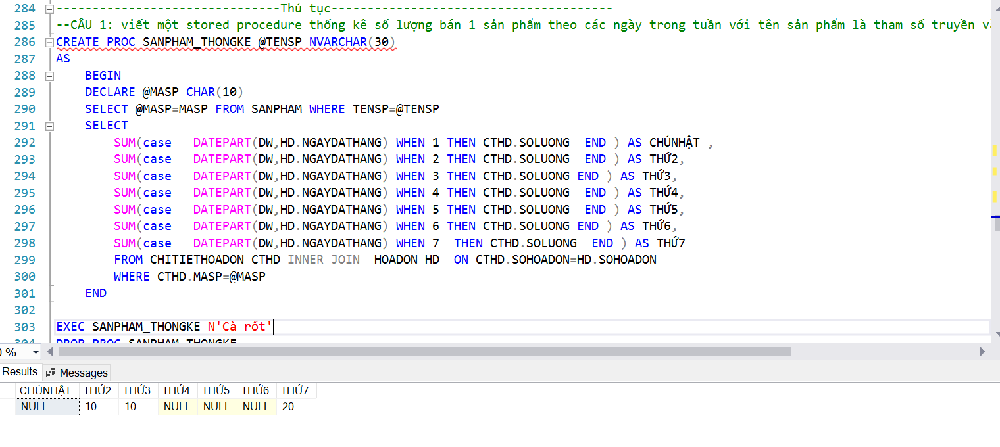 284 ------------------------------Thủ tục---------------------------------------
285 --CÂU 1: viết một stored procedure thống kê số lượng bán 1 sản phẩm theo các ngày trong tuần với tên sản phẩm là tham số truyền
286 CREATE PROC SANPHAM_THONGKE @TENSP NVARCHAR(30)
287 AS
288 BEGIN
289 DECLARE @MASP CHAR(10)
290 SELECT @MASP=MASP FROM SANPHAM WHERE TENSP=@TENSP
291 SELECT
292 SUM(case DATEPART(DW,HD.NGAYDATHANG) WHEN 1 THEN CTHD.SOLUONG END ) AS CHỦNHẬT ,
293 SUM(case DATEPART(DW,HD.NGAYDATHANG) WHEN 2 THEN CTHD.SOLUONG END ) AS THỨ2,
294 SUM(case DATEPART(DW,HD.NGAYDATHANG) WHEN 3 THEN CTHD.SOLUONG END ) AS THỨ3,
295 SUM(case DATEPART(DW,HD.NGAYDATHANG) WHEN 4 THEN CTHD.SOLUONG END ) AS THỨ4,
296 SUM(case DATEPART(DW,HD.NGAYDATHANG) WHEN 5 THEN CTHD.SOLUONG END ) AS THỨ5,
297 SUM(case DATEPART(DW,HD.NGAYDATHANG) WHEN 6 THEN CTHD.SOLUONG END ) AS THỨ6,
298 SUM(case DATEPART(DW,HD.NGAYDATHANG) WHEN 7 THEN CTHD.SOLUONG END ) AS THỨ7
299 FROM CHITIETHOADON CTHD INNER JOIN HOADON HD ON CTHD.SOHOADON=HD.SOHOADON
300 WHERE CTHD.MASP=@MASP
301 END
302
303 EXEC SANPHAM_THONGKE N'Cà rốt'
304 DROP PROC SANPHAM_THONGKE
%
Results Messages
CHỦNHẬT THỨ2 THỨ3 THỨ4 THỨ5 THỨ6 THỨ7
NULL 10 10 NULL NULL NULL 20